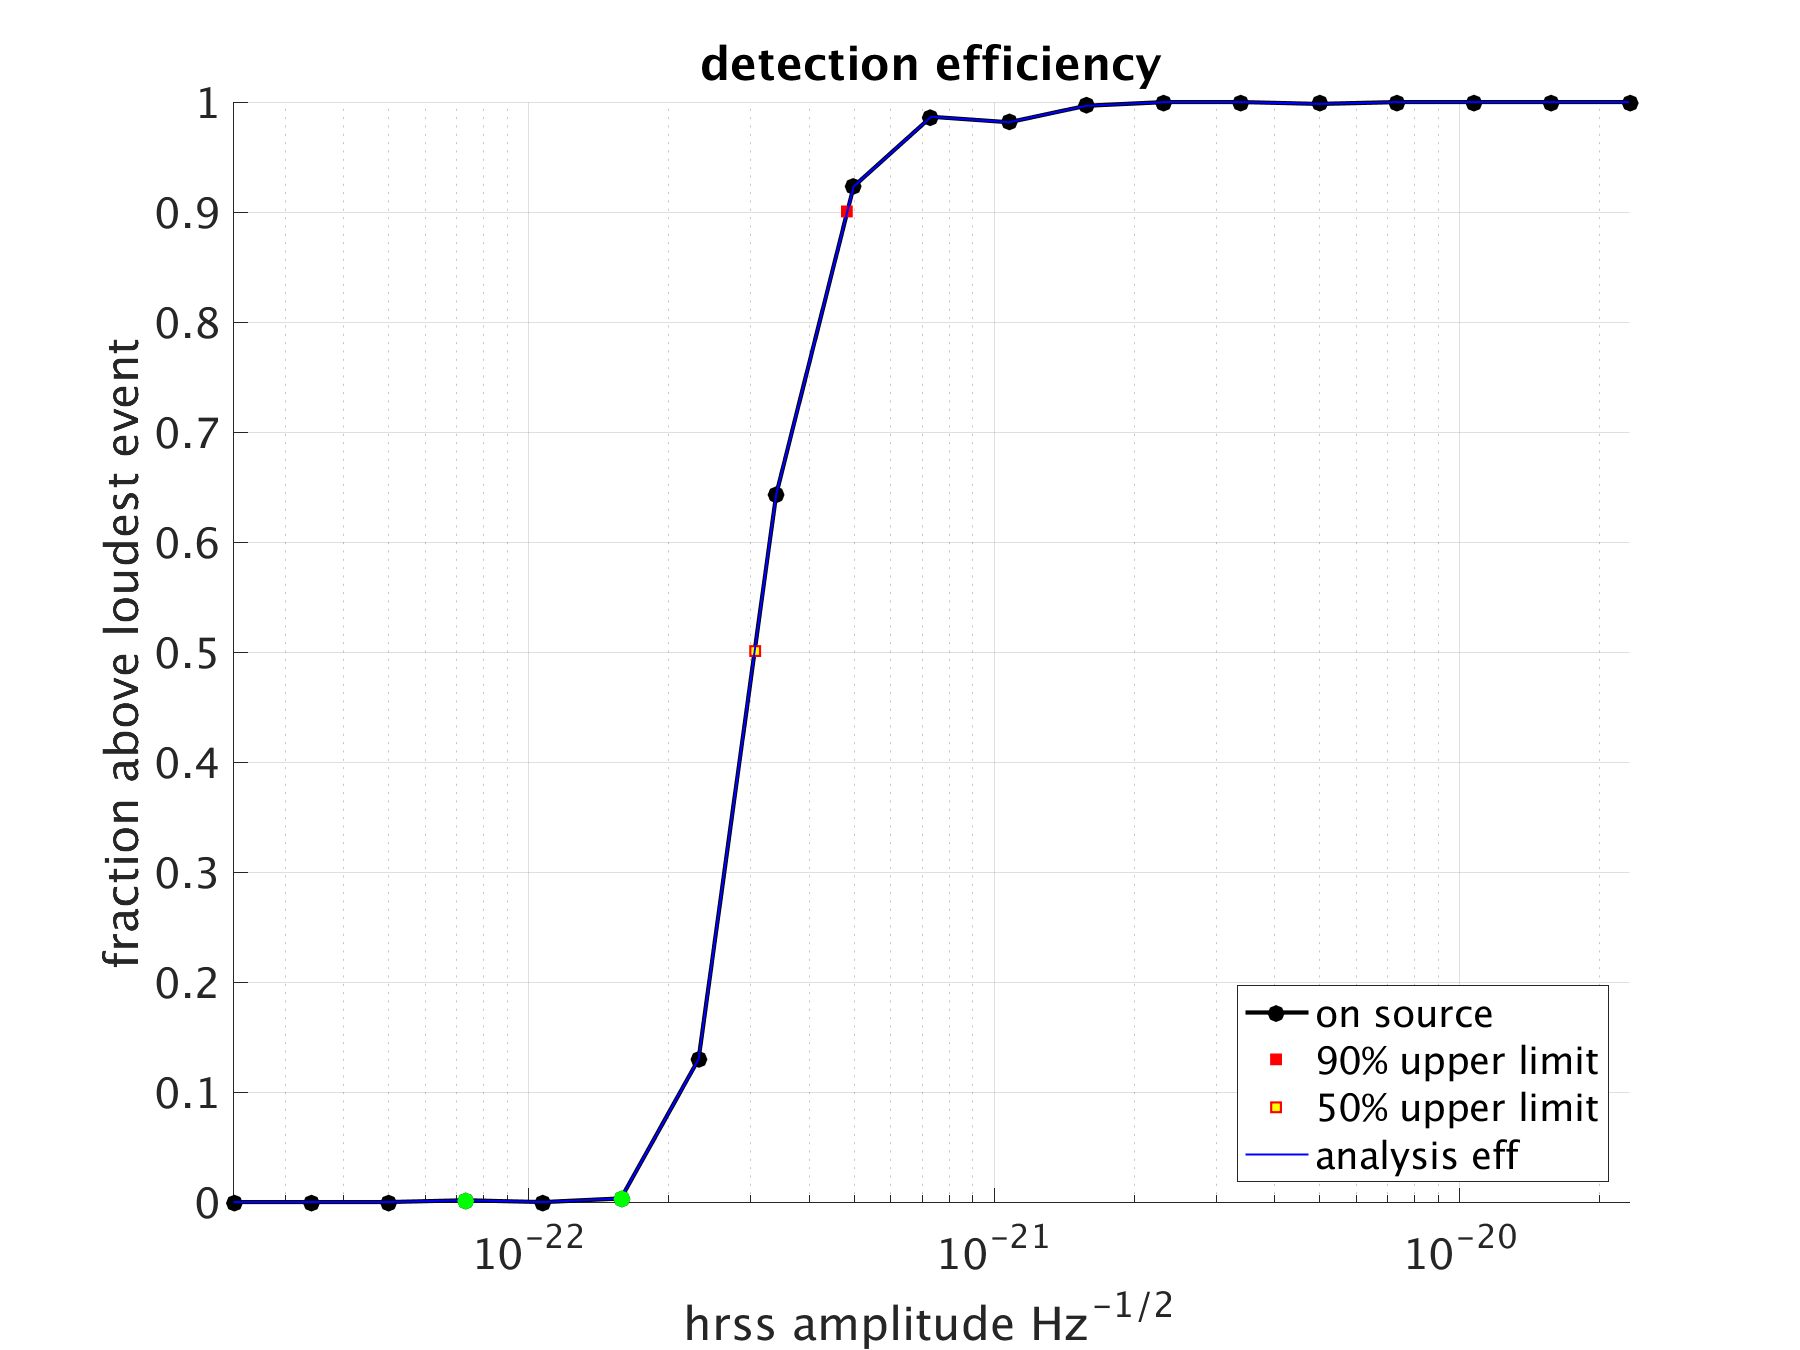 detection efficiency
1
0.9
0.8
0.7
0.6
0.5
0.4
0.3
0.2
0.1
0
fraction above loudest event
on source
90% upper limit
50% upper limit
analysis eff
10⁻²² 10⁻²¹ 10⁻²⁰
hrss amplitude Hz⁻¹/²